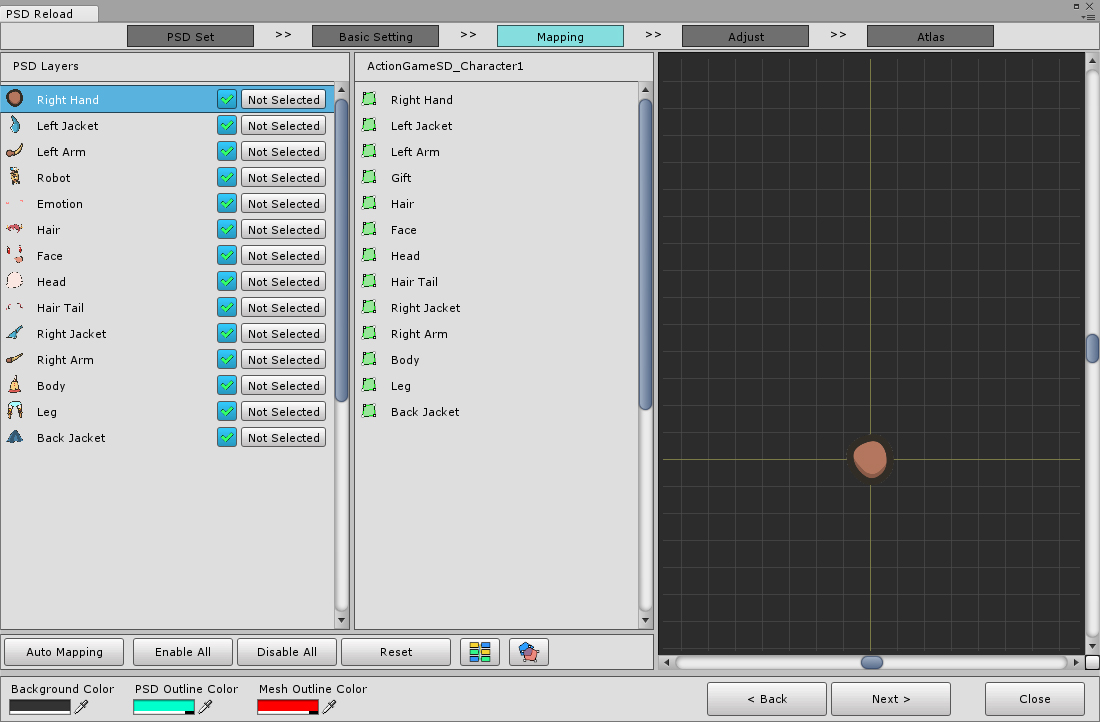 PSD Reload
PSD Set >> Basic Setting >> Mapping >> Adjust >> Atlas
PSD Layers
Right Hand Not Selected
Left Jacket Not Selected
Left Arm Not Selected
Robot Not Selected
Emotion Not Selected
Hair Not Selected
Face Not Selected
Head Not Selected
Hair Tail Not Selected
Right Jacket Not Selected
Right Arm Not Selected
Body Not Selected
Leg Not Selected
Back Jacket Not Selected
ActionGameSD_Character1
Right Hand
Left Jacket
Left Arm
Gift
Hair
Face
Head
Hair Tail
Right Jacket
Right Arm
Body
Leg
Back Jacket
Auto Mapping Enable All Disable All Reset
Background Color PSD Outline Color Mesh Outline Color
< Back Next > Close